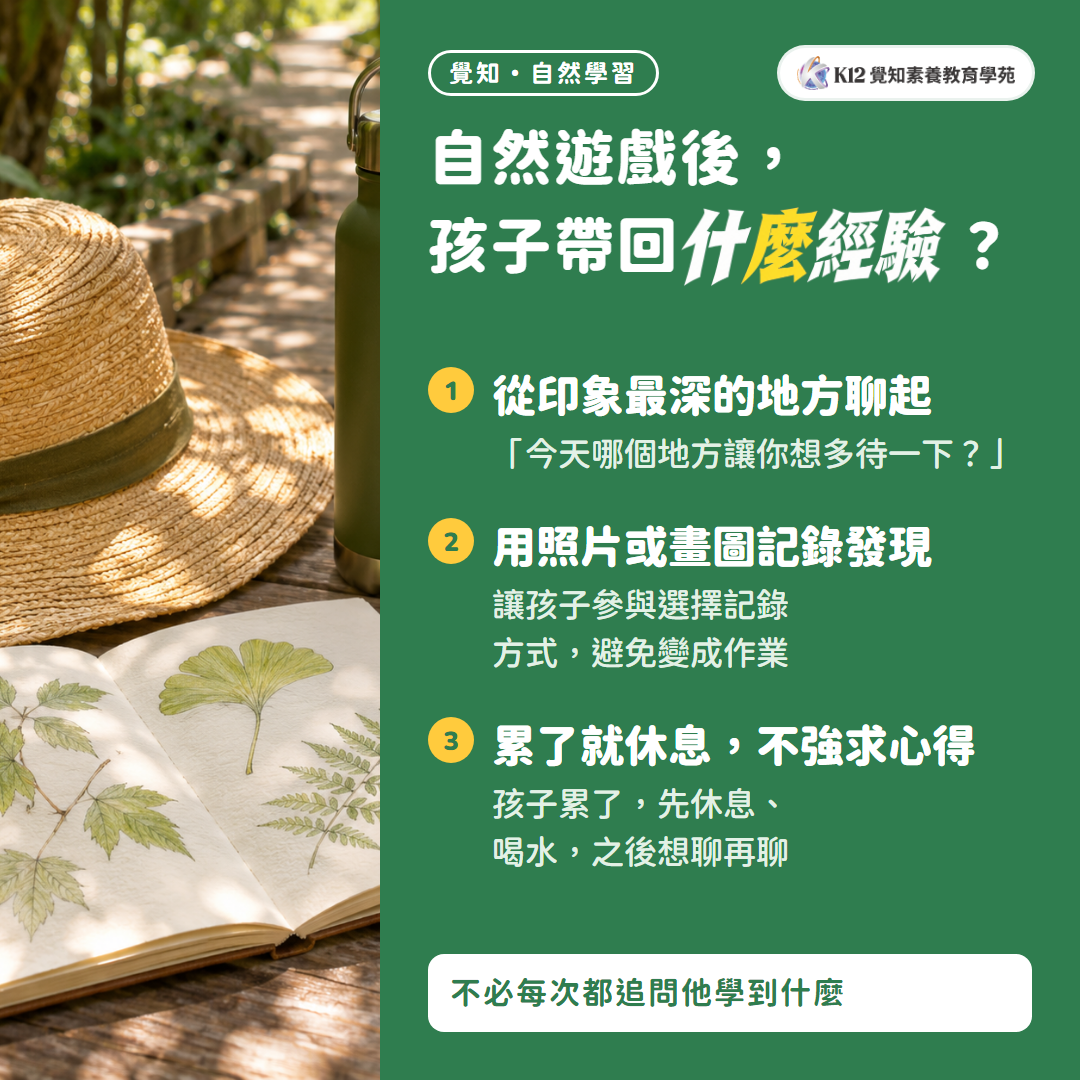 覺知・自然學習
K12 覺知素養教育學苑
自然遊戲後，
孩子帶回什麼經驗？
1 從印象最深的地方聊起
「今天哪個地方讓你想多待一下？」
2 用照片或畫圖記錄發現
讓孩子參與選擇記錄
方式，避免變成作業
3 累了就休息，不強求心得
孩子累了，先休息、
喝水，之後想聊再聊
不必每次都追問他學到什麼